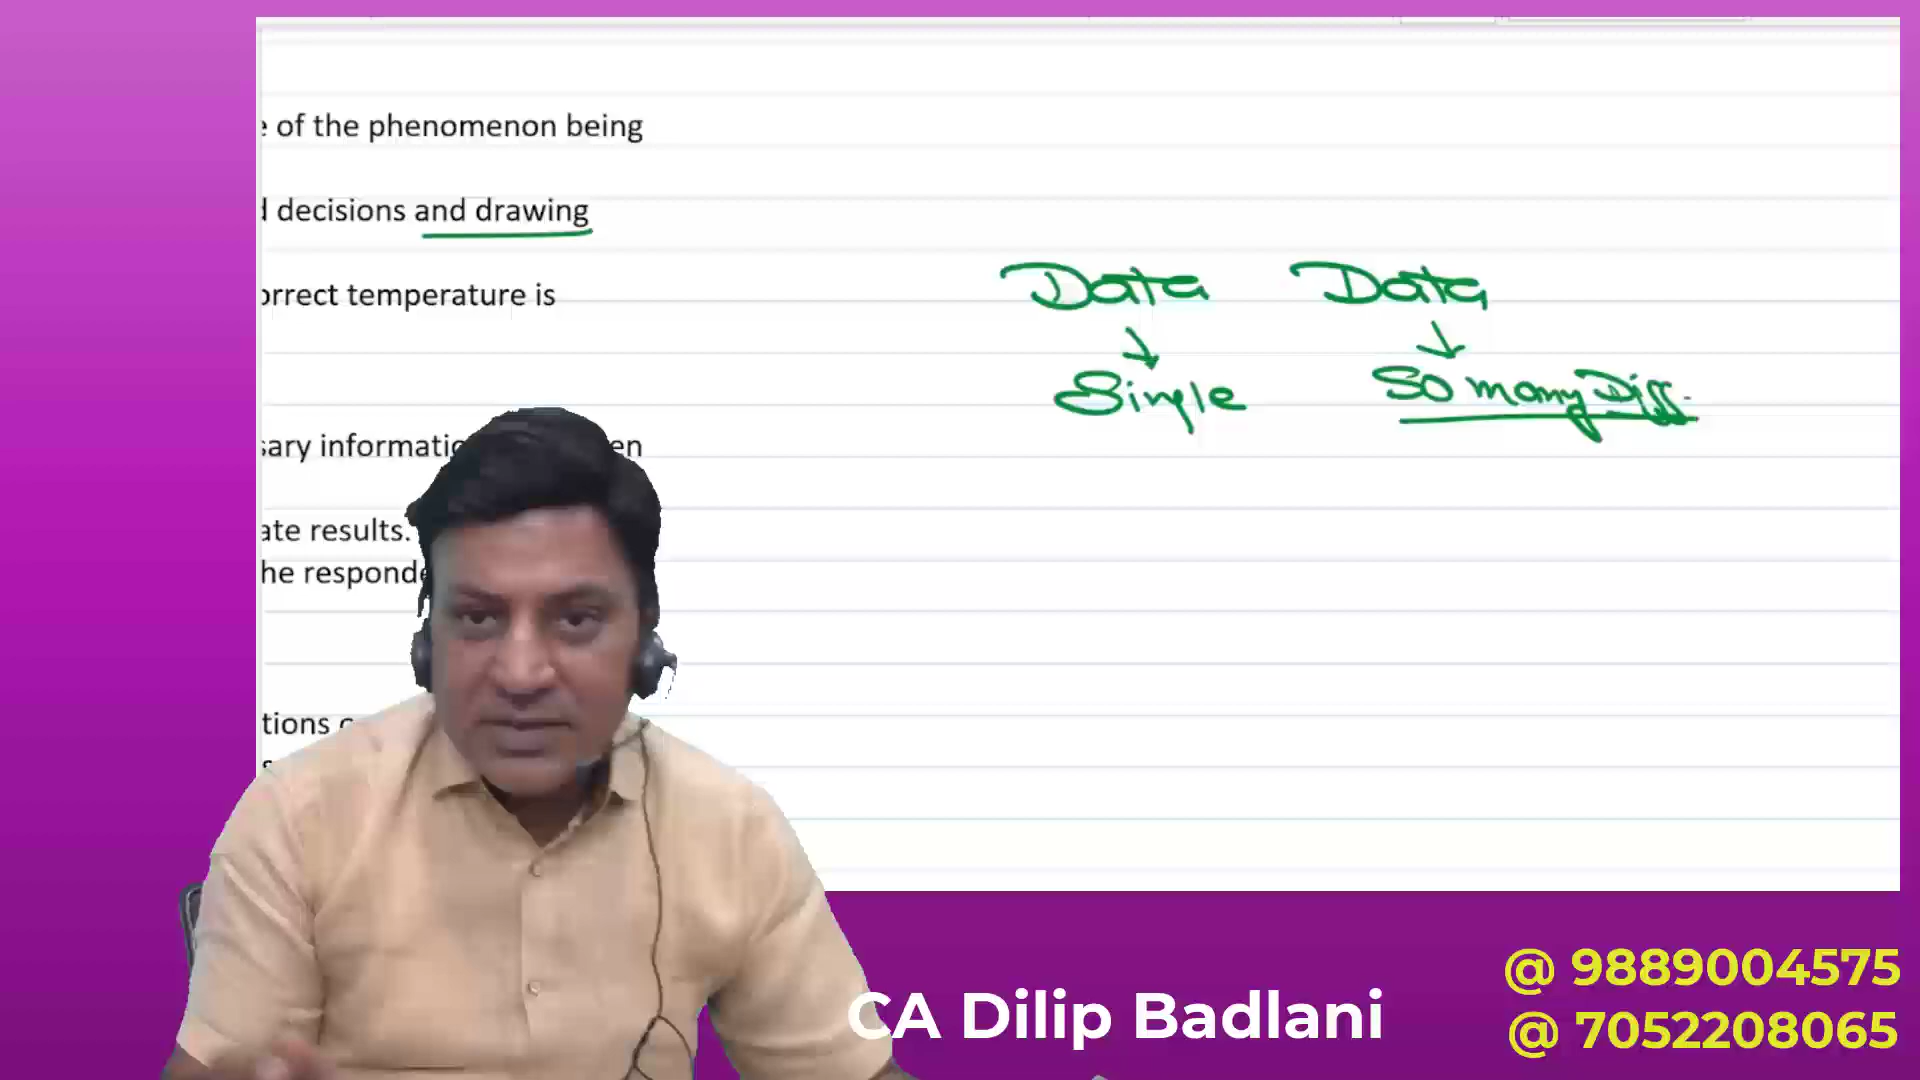 of the phenomenon being
decisions and drawing
orrect temperature is
sary informatio en
ate results.
he responde
tions
Data Data
Single So many Diff.
CA Dilip Badlani
@ 9889004575
@ 7052208065